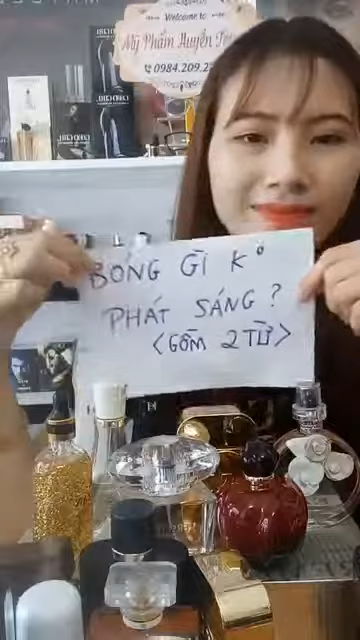 Welcome to
Mỹ Phẩm Huyền
0984.209.2
BÓNG GÌ K°
PHÁT SÁNG?
<GỒM 2 TỪ>